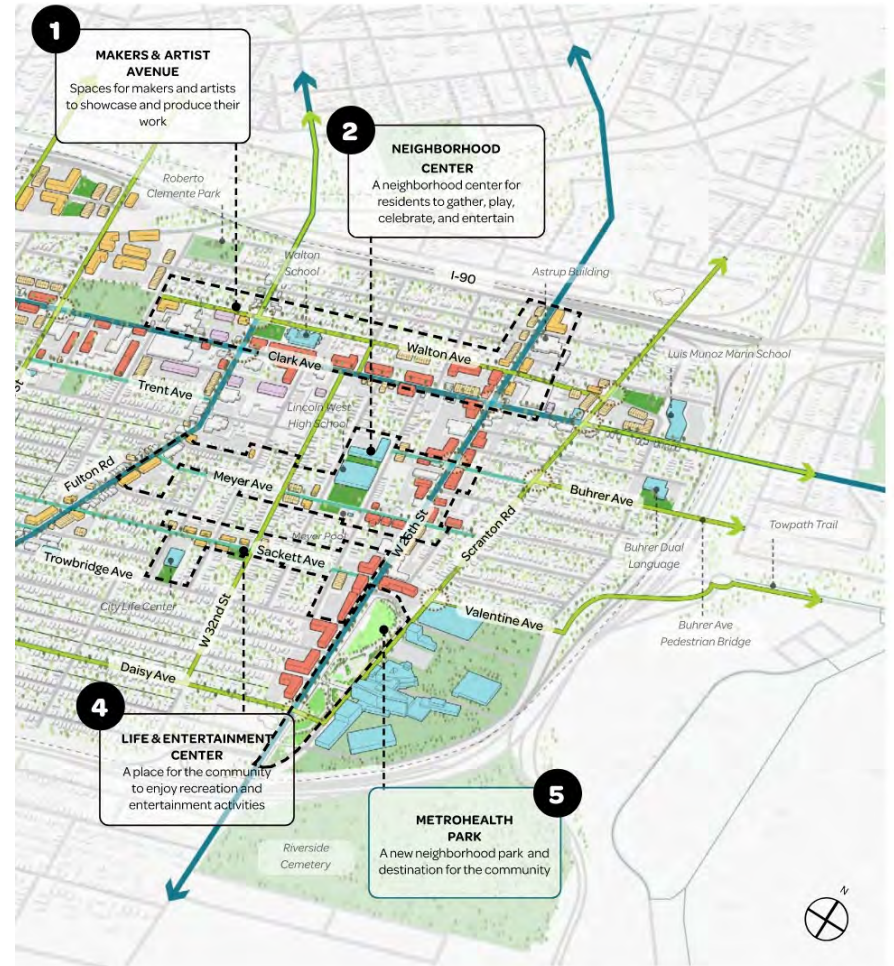 1
MAKERS & ARTIST
AVENUE
Spaces for makers and artists
to showcase and produce their
work
2
NEIGHBORHOOD
CENTER
A neighborhood center for
residents to gather, play,
celebrate, and entertain
Roberto
Clemente Park
Walton
School
I-90
Astrup Building
Walton Ave
Luis Munoz Marin School
Clark Ave
Trent Ave
St
Lincoln West
High School
Fulton Rd
Meyer Ave
Buhrer Ave
W 25th St
Scranton Rd
Meyer Pool
Towpath Trail
Sackett Ave
Buhrer Dual
Language
Trowbridge Ave
City Life Center
W 32nd St
Valentine Ave
Buhrer Ave
Pedestrian Bridge
Daisy Ave
4
LIFE & ENTERTAINMENT
CENTER
A place for the community
to enjoy recreation and
entertainment activities
5
METROHEALTH
PARK
A new neighborhood park and
destination for the community
Riverside
Cemetery
N